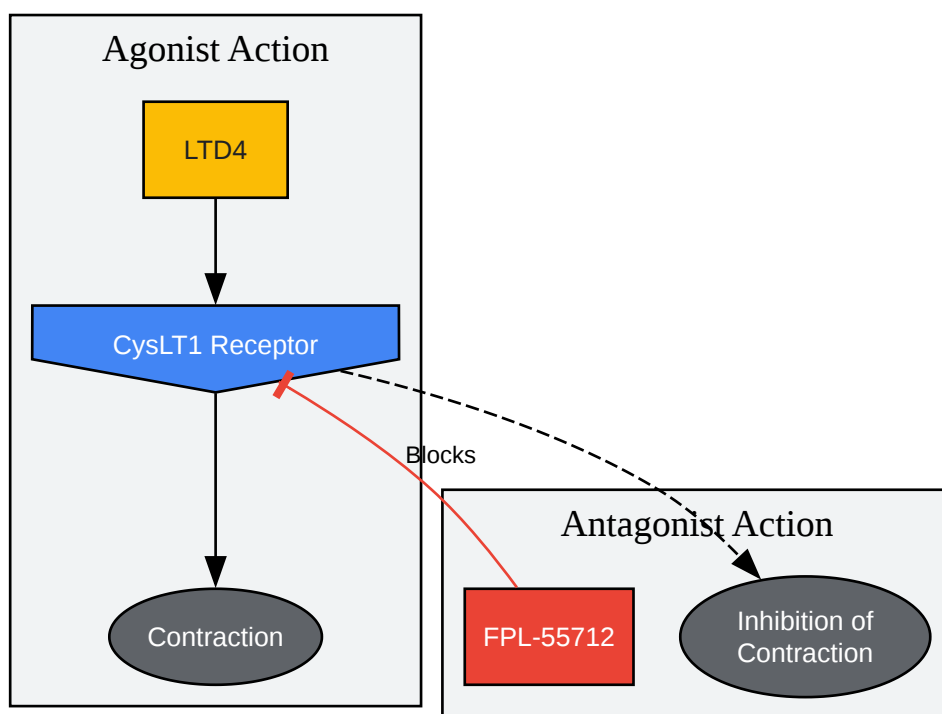 Agonist Action
LTD4
CysLT1 Receptor
Blocks
Contraction
Antagonist Action
FPL-55712
Inhibition of
Contraction